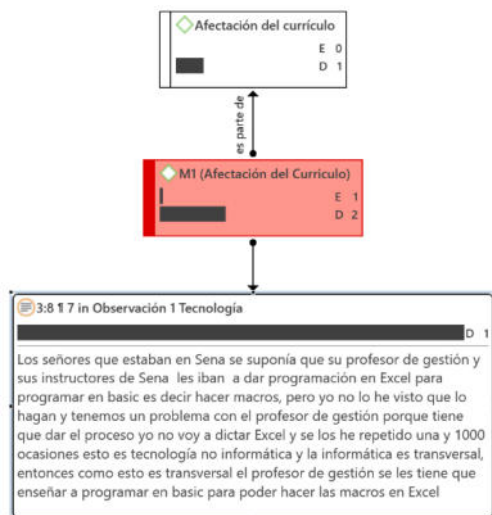 Afectación del currículo
E 0
D 1
es parte de
M1 (Afectación del Curriculo)
E 1
D 2
3:8 ¶ 7 in Observación 1 Tecnología
D 1
Los señores que estaban en Sena se suponía que su profesor de gestión y
sus instructores de Sena les iban a dar programación en Excel para
programar en basic es decir hacer macros, pero yo no lo he visto que lo
hagan y tenemos un problema con el profesor de gestión porque tiene
que dar el proceso yo no voy a dictar Excel y se los he repetido una y 1000
ocasiones esto es tecnología no informática y la informática es transversal,
entonces como esto es transversal el profesor de gestión se les tiene que
enseñar a programar en basic para poder hacer las macros en Excel